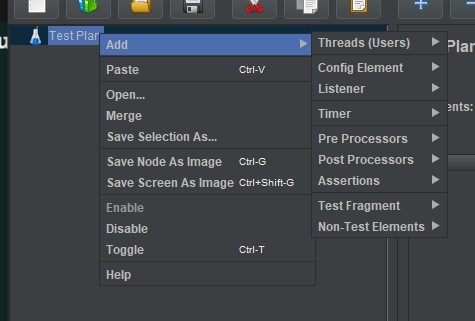 Test Plan
Add
Paste Ctrl-V
Open...
Merge
Save Selection As...
Save Node As Image Ctrl-G
Save Screen As Image Ctrl+Shift-G
Enable
Disable
Toggle Ctrl-T
Help
Threads (Users)
Config Element
Listener
Timer
Pre Processors
Post Processors
Assertions
Test Fragment
Non-Test Elements
Plan
ents: